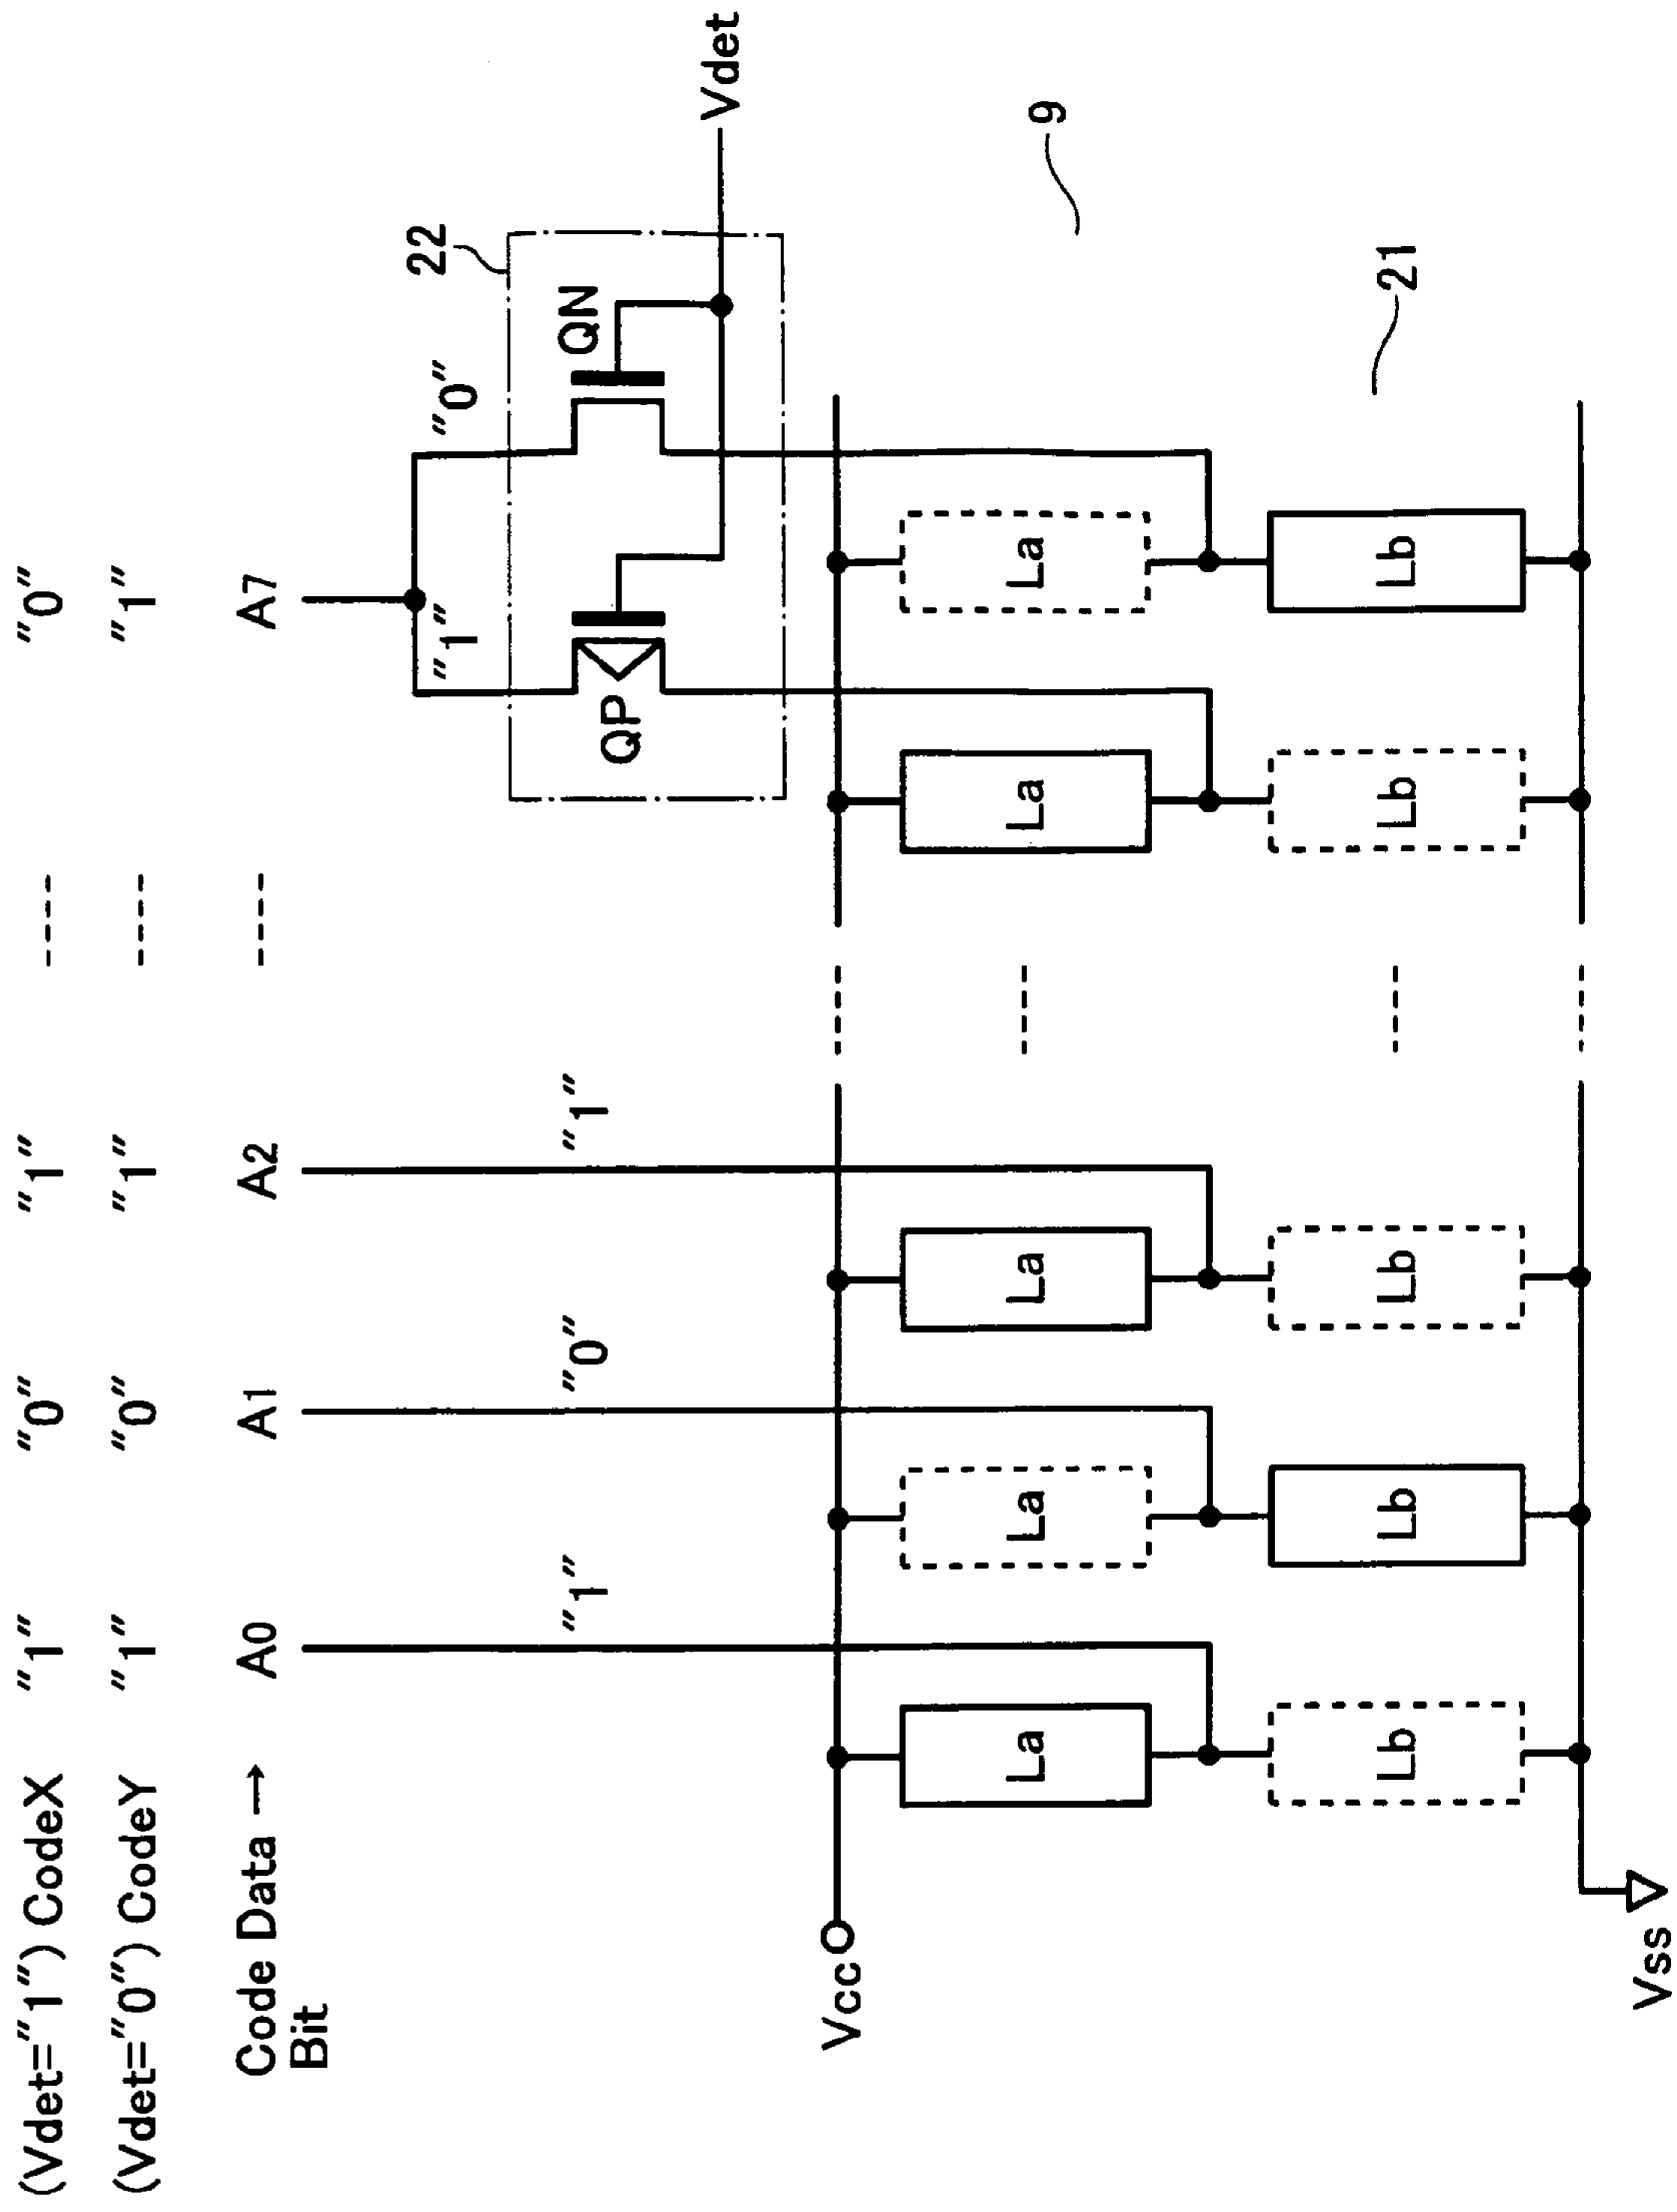 (Vdet="1") CodeX "1" "0" "1" ---- "0"
(Vdet="0") CodeY "1" "0" "1" ---- "1"
Code Data → A0 A1 A2 ---- A7
Bit
"1" "0"
22
"1" "0" "1"
QP QN
Vdet
Vcc
La La La ---- La La
9
Lb Lb Lb ---- Lb Lb
21
Vss